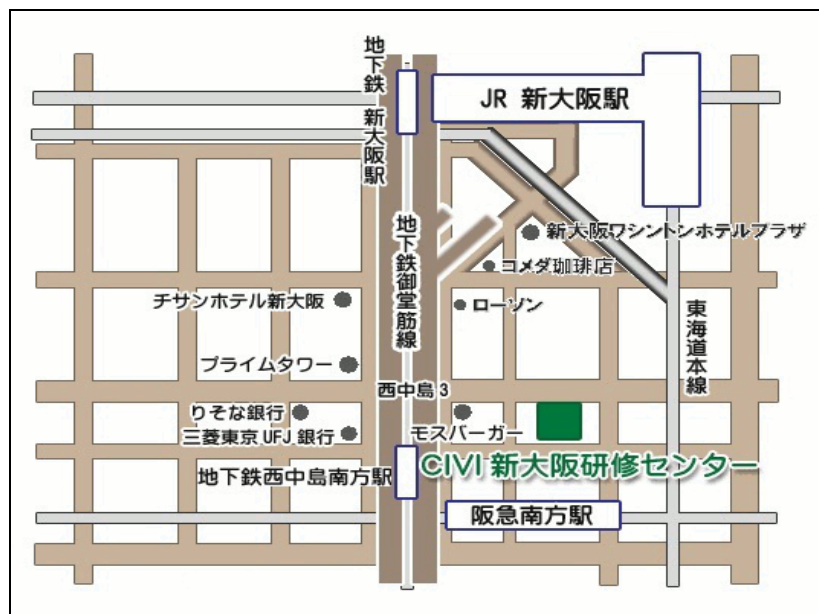 地下鉄 新大阪駅
JR 新大阪駅
新大阪ワシントンホテルプラザ
コメダ珈琲店
地下鉄御堂筋線
チサンホテル新大阪
ローソン
東海道本線
プライムタワー
西中島3
りそな銀行
モスバーガー
三菱東京UFJ銀行
CIVI 新大阪研修センター
地下鉄西中島南方駅
阪急南方駅